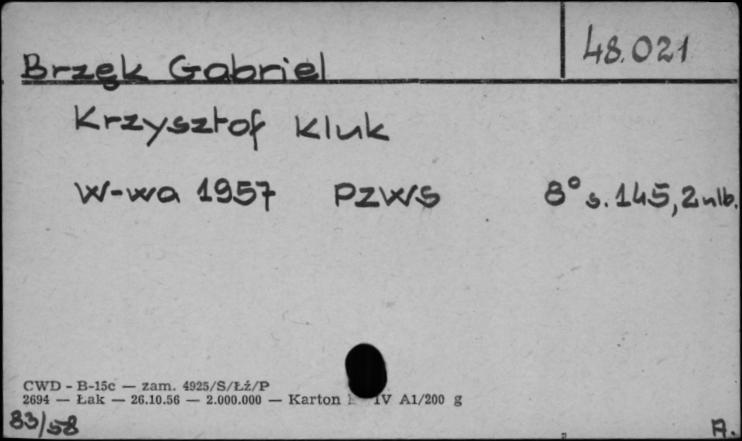 48.021
Brzęk Gabriel
Krzysztof Kluk
W-wa 1957 PZWS 8° s. 145, 2 nlb.
CWD - B-15c — zam. 4925/S/Łź/P
2694 — Łak — 26.10.56 — 2.000.000 — Karton IV A1/200 g
83/58
A.